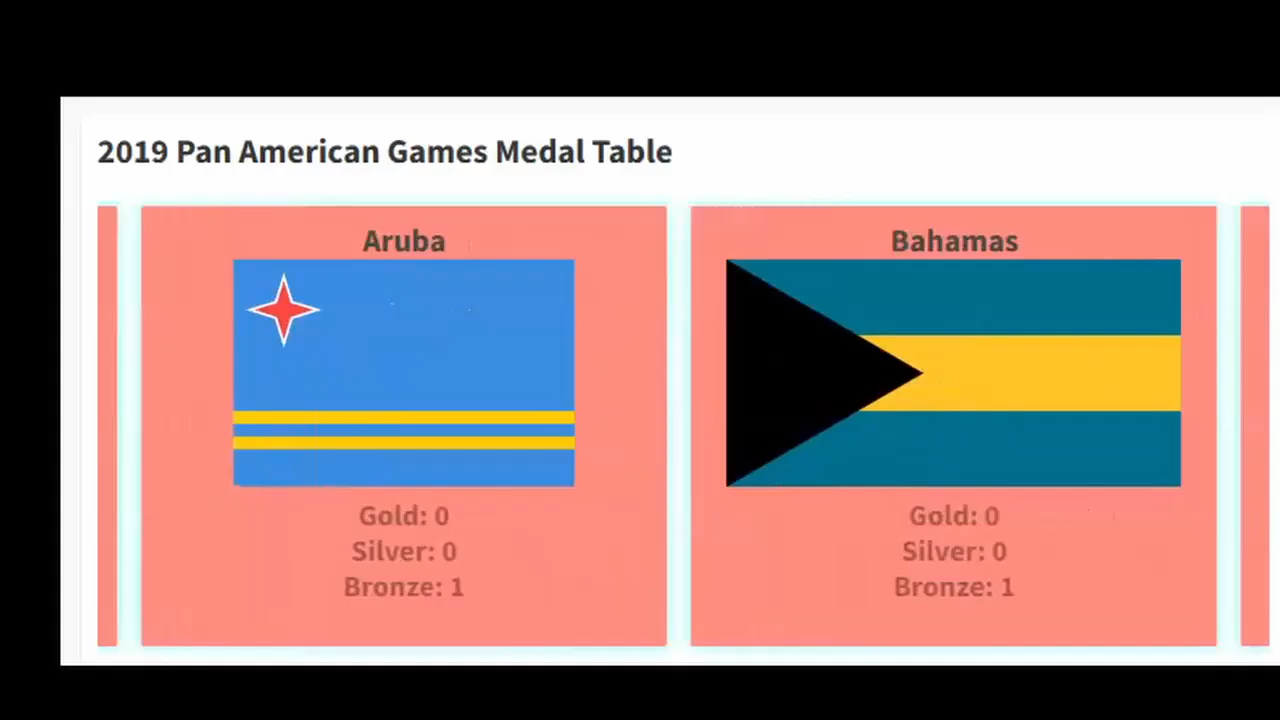 2019 Pan American Games Medal Table
Aruba
Gold: 0
Silver: 0
Bronze: 1
Bahamas
Gold: 0
Silver: 0
Bronze: 1